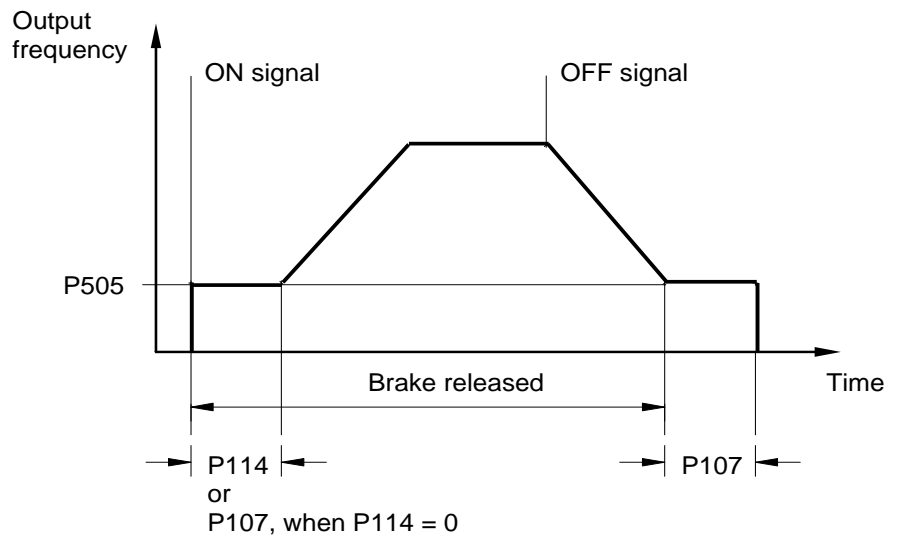 Output
frequency
ON signal
OFF signal
P505
Brake released
Time
P114
or
P107, when P114 = 0
P107